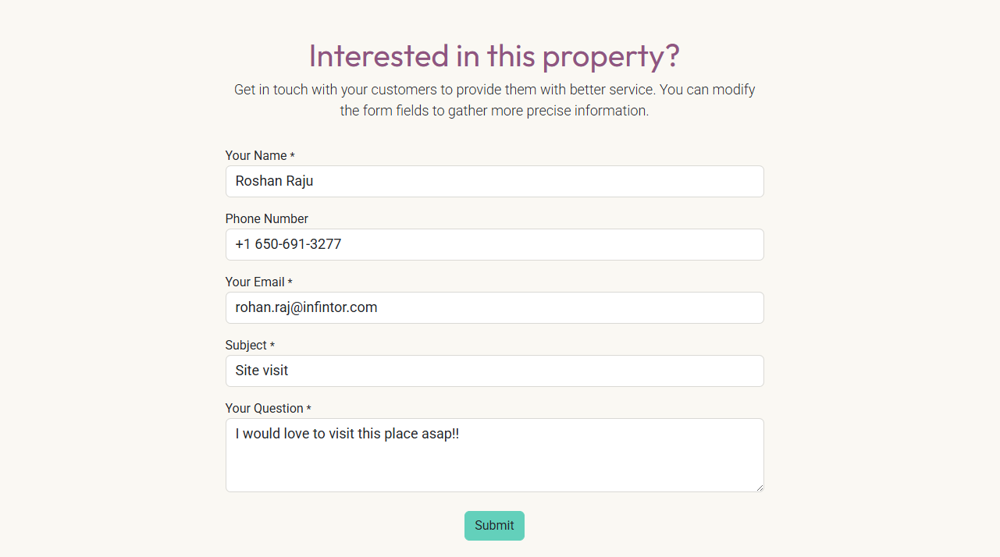 Interested in this property?
Get in touch with your customers to provide them with better service. You can modify
the form fields to gather more precise information.
Your Name *
Roshan Raju
Phone Number
+1 650-691-3277
Your Email *
rohan.raj@infintor.com
Subject *
Site visit
Your Question *
I would love to visit this place asap!!
Submit